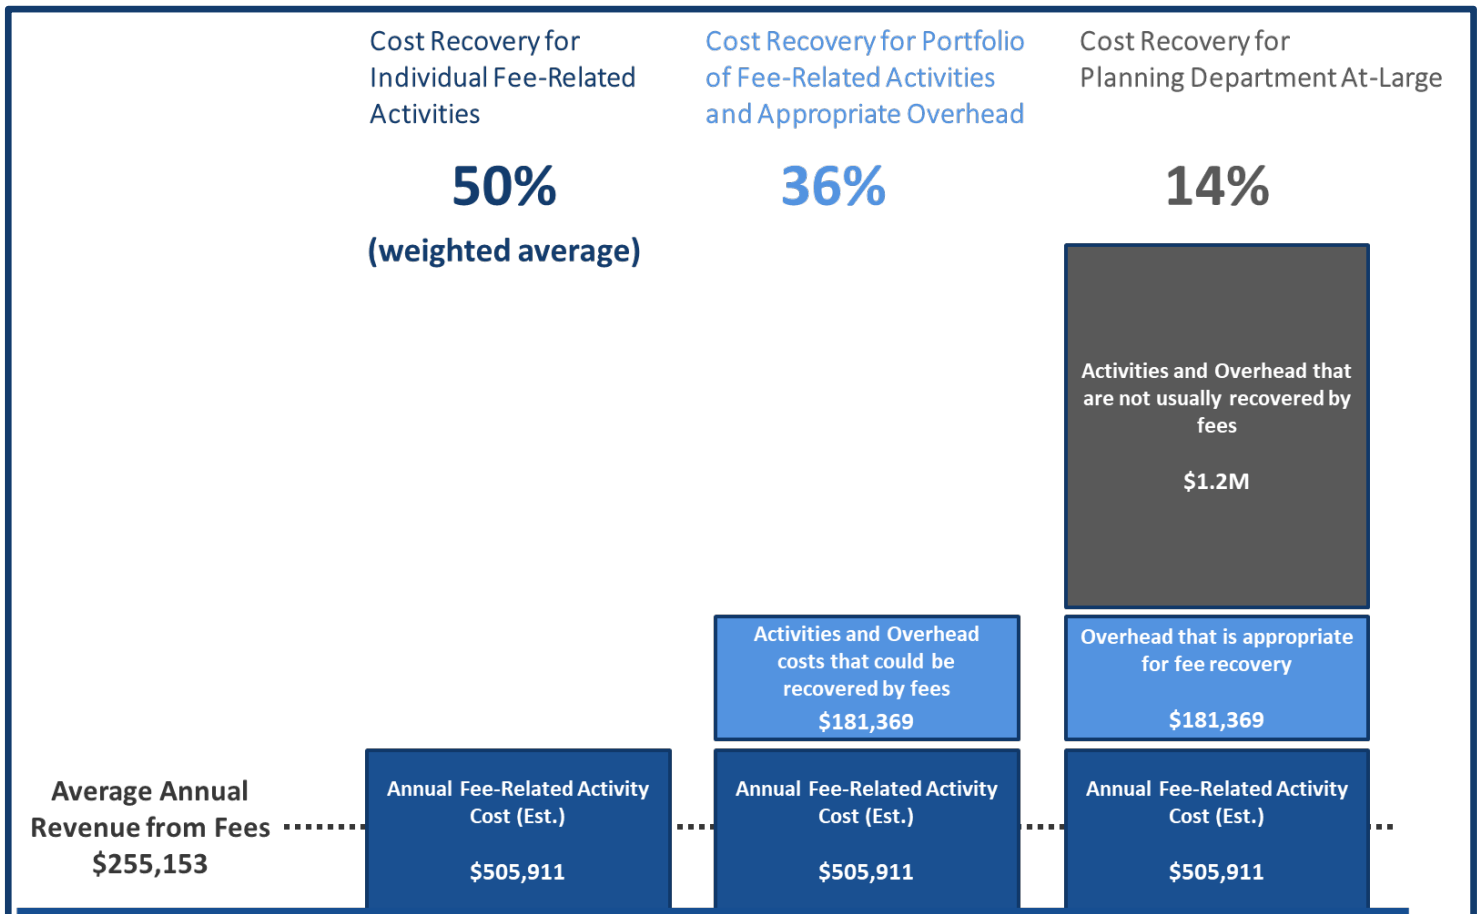 Cost Recovery for
Individual Fee-Related
Activities
50%
(weighted average)
Cost Recovery for Portfolio
of Fee-Related Activities
and Appropriate Overhead
36%
Cost Recovery for
Planning Department At-Large
14%
Activities and Overhead that
are not usually recovered by
fees
$1.2M
Activities and Overhead
costs that could be
recovered by fees
$181,369
Overhead that is appropriate
for fee recovery
$181,369
Average Annual
Revenue from Fees
$255,153
Annual Fee-Related Activity
Cost (Est.)
$505,911
Annual Fee-Related Activity
Cost (Est.)
$505,911
Annual Fee-Related Activity
Cost (Est.)
$505,911